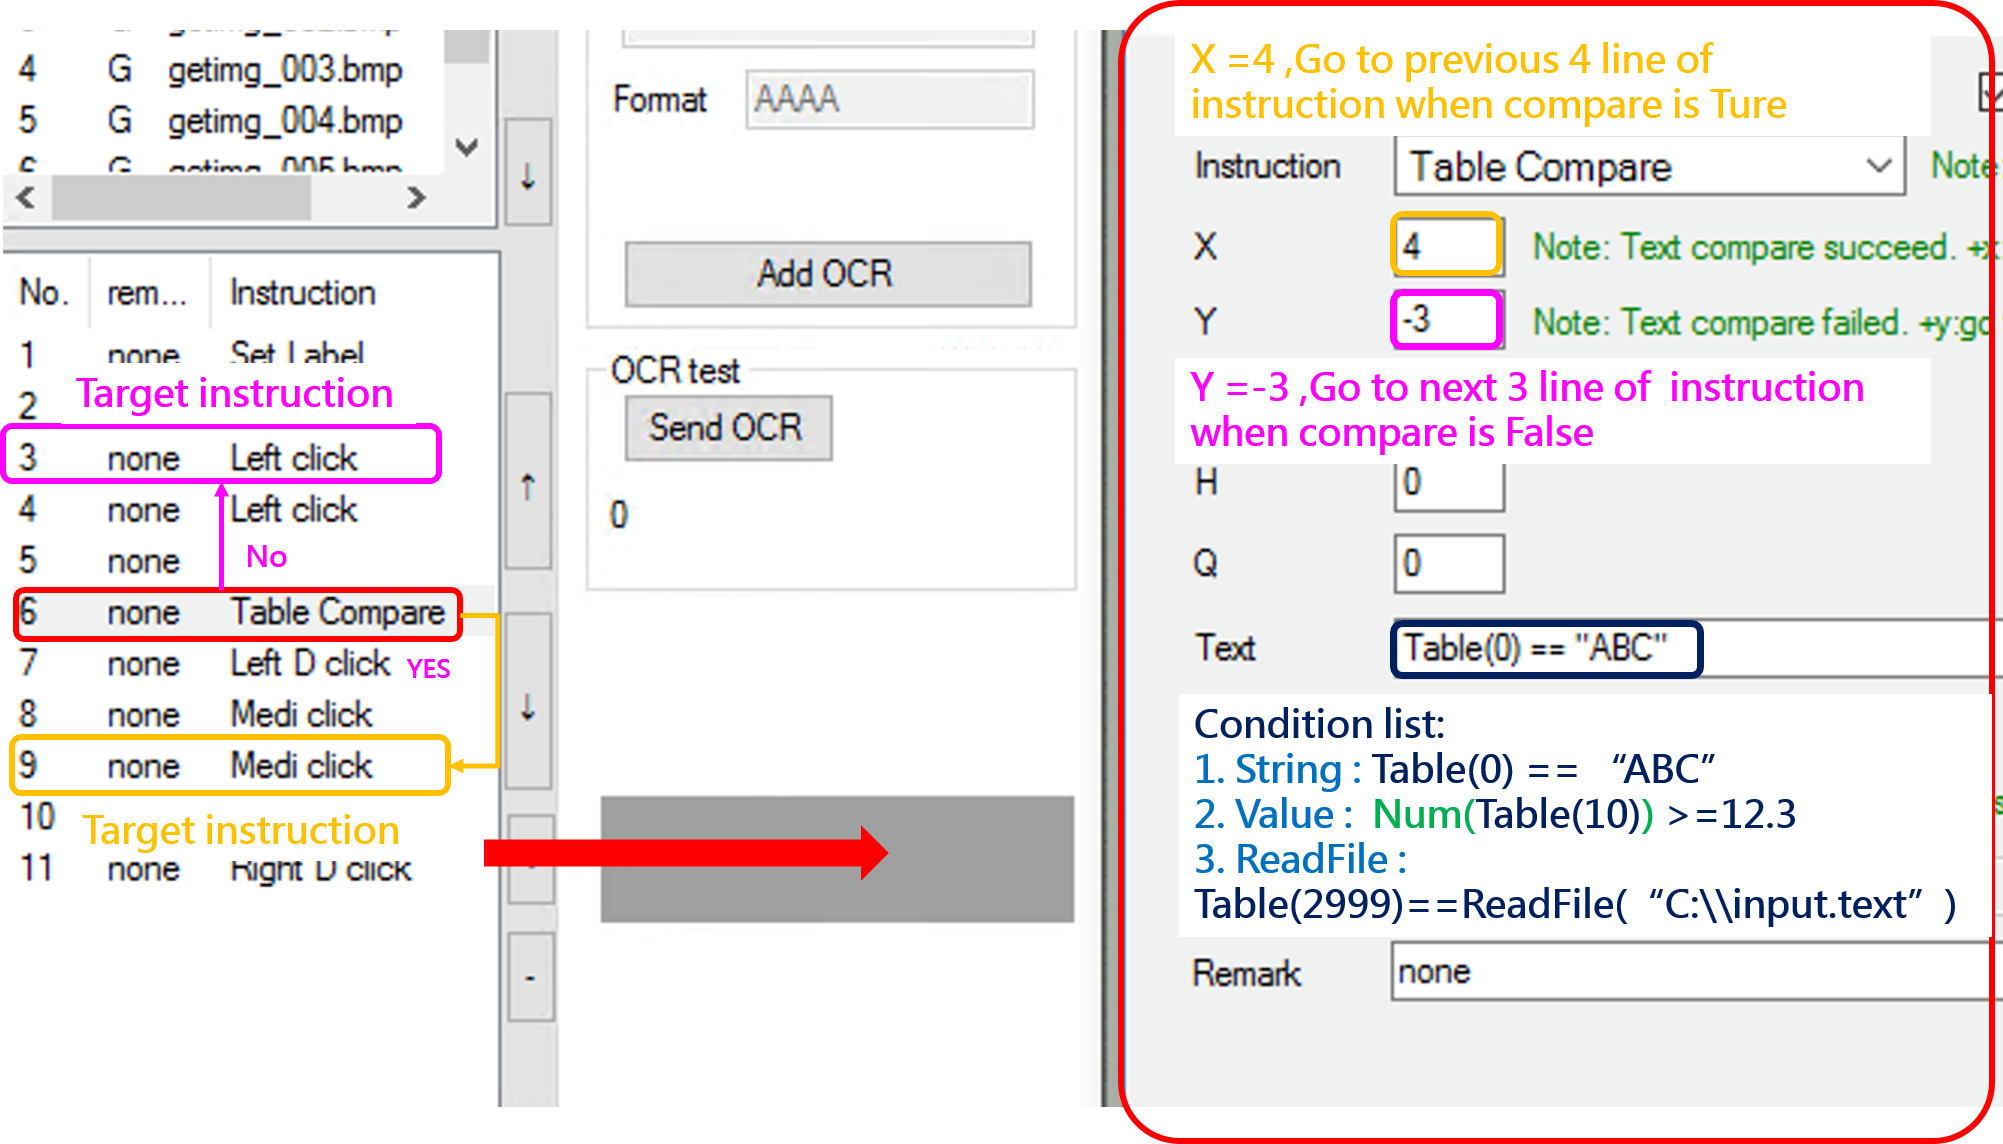 4 G getimg_003.bmp
5 G getimg_004.bmp
No. rem... Instruction
1 none Set Label
Target instruction
2
3 none Left click
4 none Left click
5 none
No
6 none Table Compare
7 none Left D click YES
8 none Medi click
9 none Medi click
10
Target instruction
11 none Right D click
↓
↑
↓
-
Format AAAA
Add OCR
OCR test
Send OCR
0
X =4 ,Go to previous 4 line of
instruction when compare is Ture
Instruction Table Compare Note:
X 4 Note: Text compare succeed. +x:
Y -3 Note: Text compare failed. +y:go
Y =-3 ,Go to next 3 line of instruction
when compare is False
H 0
Q 0
Text Table(0) == "ABC"
Condition list:
1. String : Table(0) == “ABC”
2. Value : Num(Table(10)) >=12.3
3. ReadFile :
Table(2999)==ReadFile( “C:\\input.text” )
Remark none